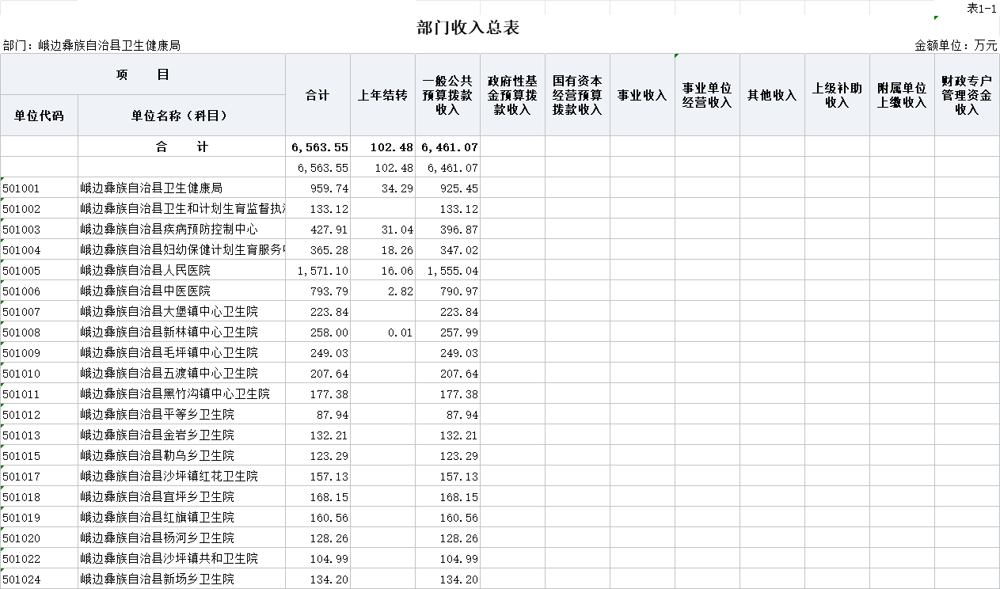 表1-1
部门收入总表
部门：峨边彝族自治县卫生健康局 金额单位：万元
项 目 合计 上年结转 一般公共预算拨款收入 政府性基金预算拨款收入 国有资本经营预算拨款收入 事业收入 事业单位经营收入 其他收入 上级补助收入 附属单位上缴收入 财政专户管理资金收入
单位代码 单位名称（科目）
合 计 6,563.55 102.48 6,461.07
6,563.55 102.48 6,461.07
501001 峨边彝族自治县卫生健康局 959.74 34.29 925.45
501002 峨边彝族自治县卫生和计划生育监督执 133.12 133.12
501003 峨边彝族自治县疾病预防控制中心 427.91 31.04 396.87
501004 峨边彝族自治县妇幼保健计划生育服务 365.28 18.26 347.02
501005 峨边彝族自治县人民医院 1,571.10 16.06 1,555.04
501006 峨边彝族自治县中医医院 793.79 2.82 790.97
501007 峨边彝族自治县大堡镇中心卫生院 223.84 223.84
501008 峨边彝族自治县新林镇中心卫生院 258.00 0.01 257.99
501009 峨边彝族自治县毛坪镇中心卫生院 249.03 249.03
501010 峨边彝族自治县五渡镇中心卫生院 207.64 207.64
501011 峨边彝族自治县黑竹沟镇中心卫生院 177.38 177.38
501012 峨边彝族自治县平等乡卫生院 87.94 87.94
501013 峨边彝族自治县金岩乡卫生院 132.21 132.21
501015 峨边彝族自治县勒乌乡卫生院 123.29 123.29
501017 峨边彝族自治县沙坪镇红花卫生院 157.13 157.13
501018 峨边彝族自治县宜坪乡卫生院 168.15 168.15
501019 峨边彝族自治县红旗镇卫生院 160.56 160.56
501020 峨边彝族自治县杨河乡卫生院 128.26 128.26
501022 峨边彝族自治县沙坪镇共和卫生院 104.99 104.99
501024 峨边彝族自治县新场乡卫生院 134.20 134.20